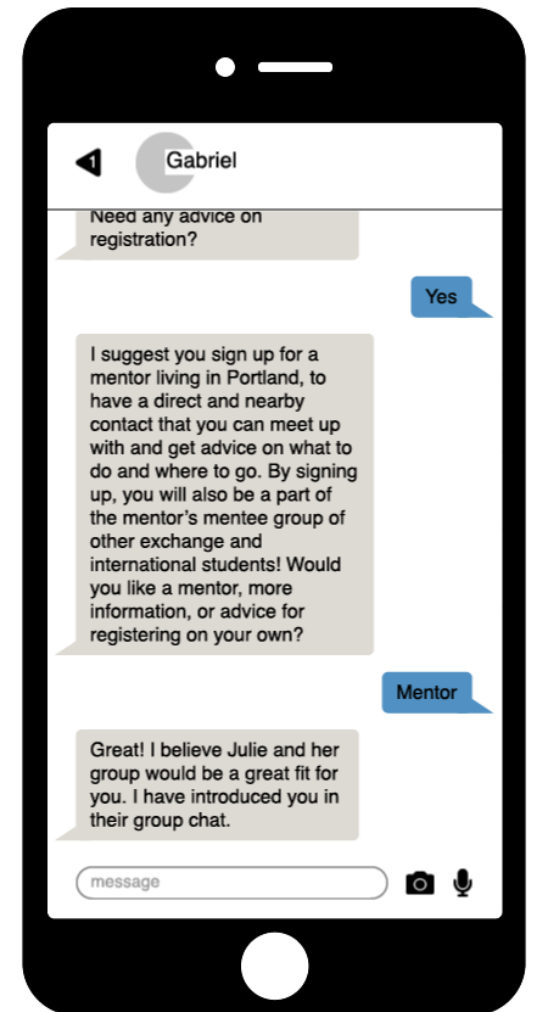 1
Gabriel
Need any advice on
registration?
Yes
I suggest you sign up for a
mentor living in Portland, to
have a direct and nearby
contact that you can meet up
with and get advice on what to
do and where to go. By signing
up, you will also be a part of
the mentor’s mentee group of
other exchange and
international students! Would
you like a mentor, more
information, or advice for
registering on your own?
Mentor
Great! I believe Julie and her
group would be a great fit for
you. I have introduced you in
their group chat.
message